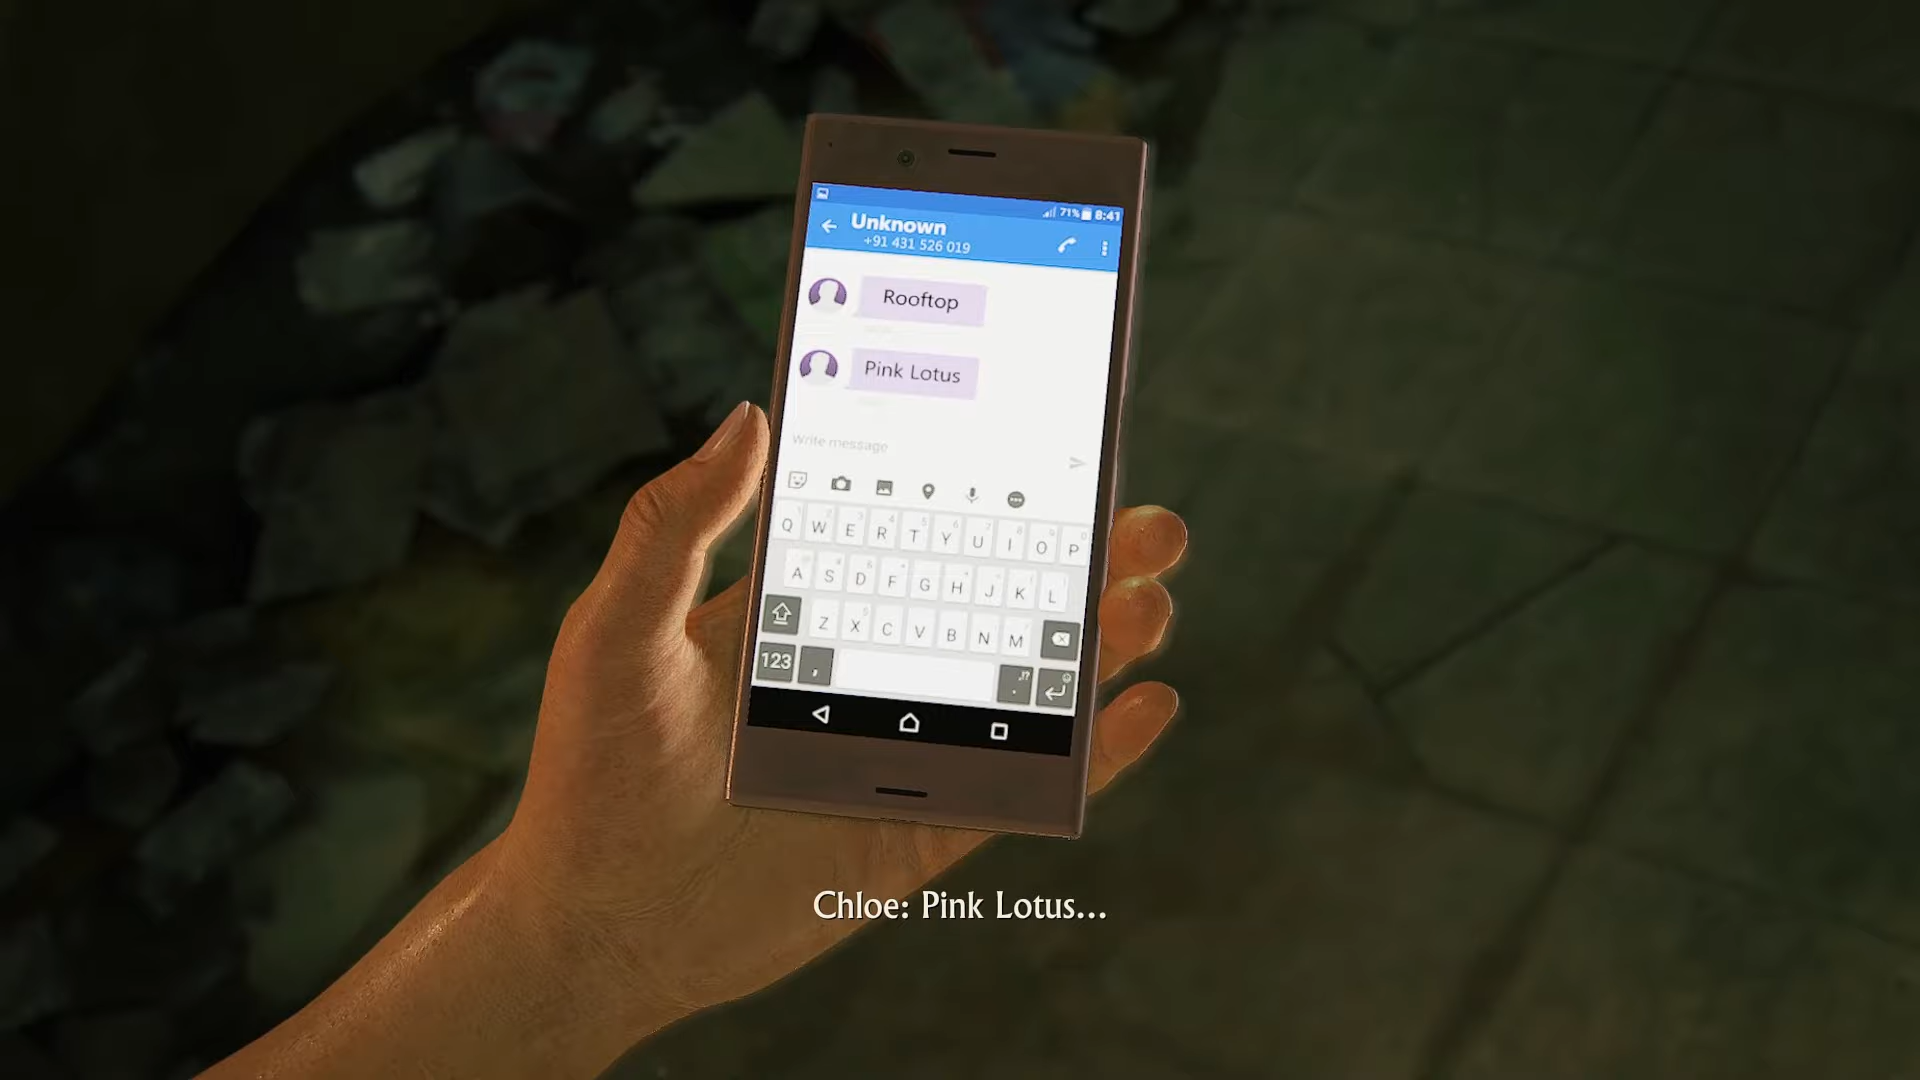 71% 8:41
Unknown
+91 431 526 019
Rooftop
Pink Lotus
Write message
Q W E R T Y U I O P
A S D F G H J K L
Z X C V B N M
123 , . ,!?
Chloe: Pink Lotus...